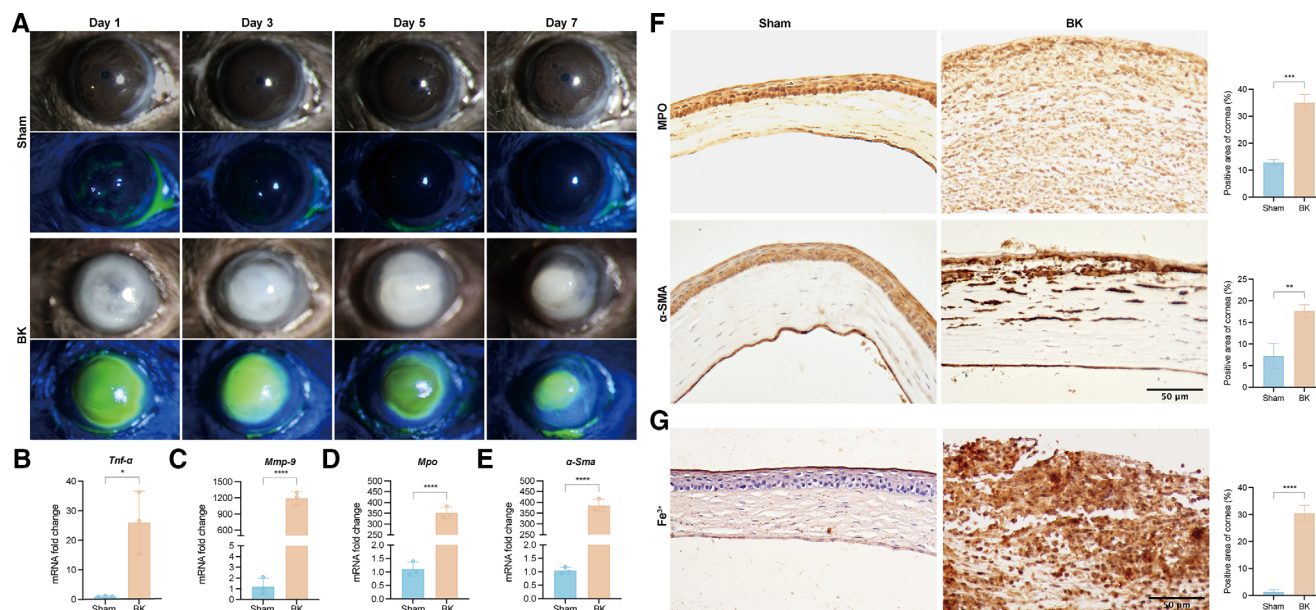 A
Day 1
Day 3
Day 5
Day 7
Sham
BK
B
Tnf-α
*
mRNA fold change
40
30
20
10
0
Sham
BK
C
Mmp-9
****
mRNA fold change
1500
1200
900
600
300
5
4
3
2
1
0
Sham
BK
D
Mpo
****
mRNA fold change
500
450
400
350
300
250
2.0
1.5
1.0
0.5
0.0
Sham
BK
E
α-Sma
****
mRNA fold change
500
450
400
350
300
250
2.0
1.5
1.0
0.5
0.0
Sham
BK
F
Sham
BK
MPO
***
Positive area of cornea (%)
40
30
20
10
0
Sham
BK
α-SMA
50 μm
**
Positive area of cornea (%)
25
20
15
10
5
0
Sham
BK
G
Fe³⁺
50 μm
****
Positive area of cornea (%)
40
30
20
10
0
Sham
BK